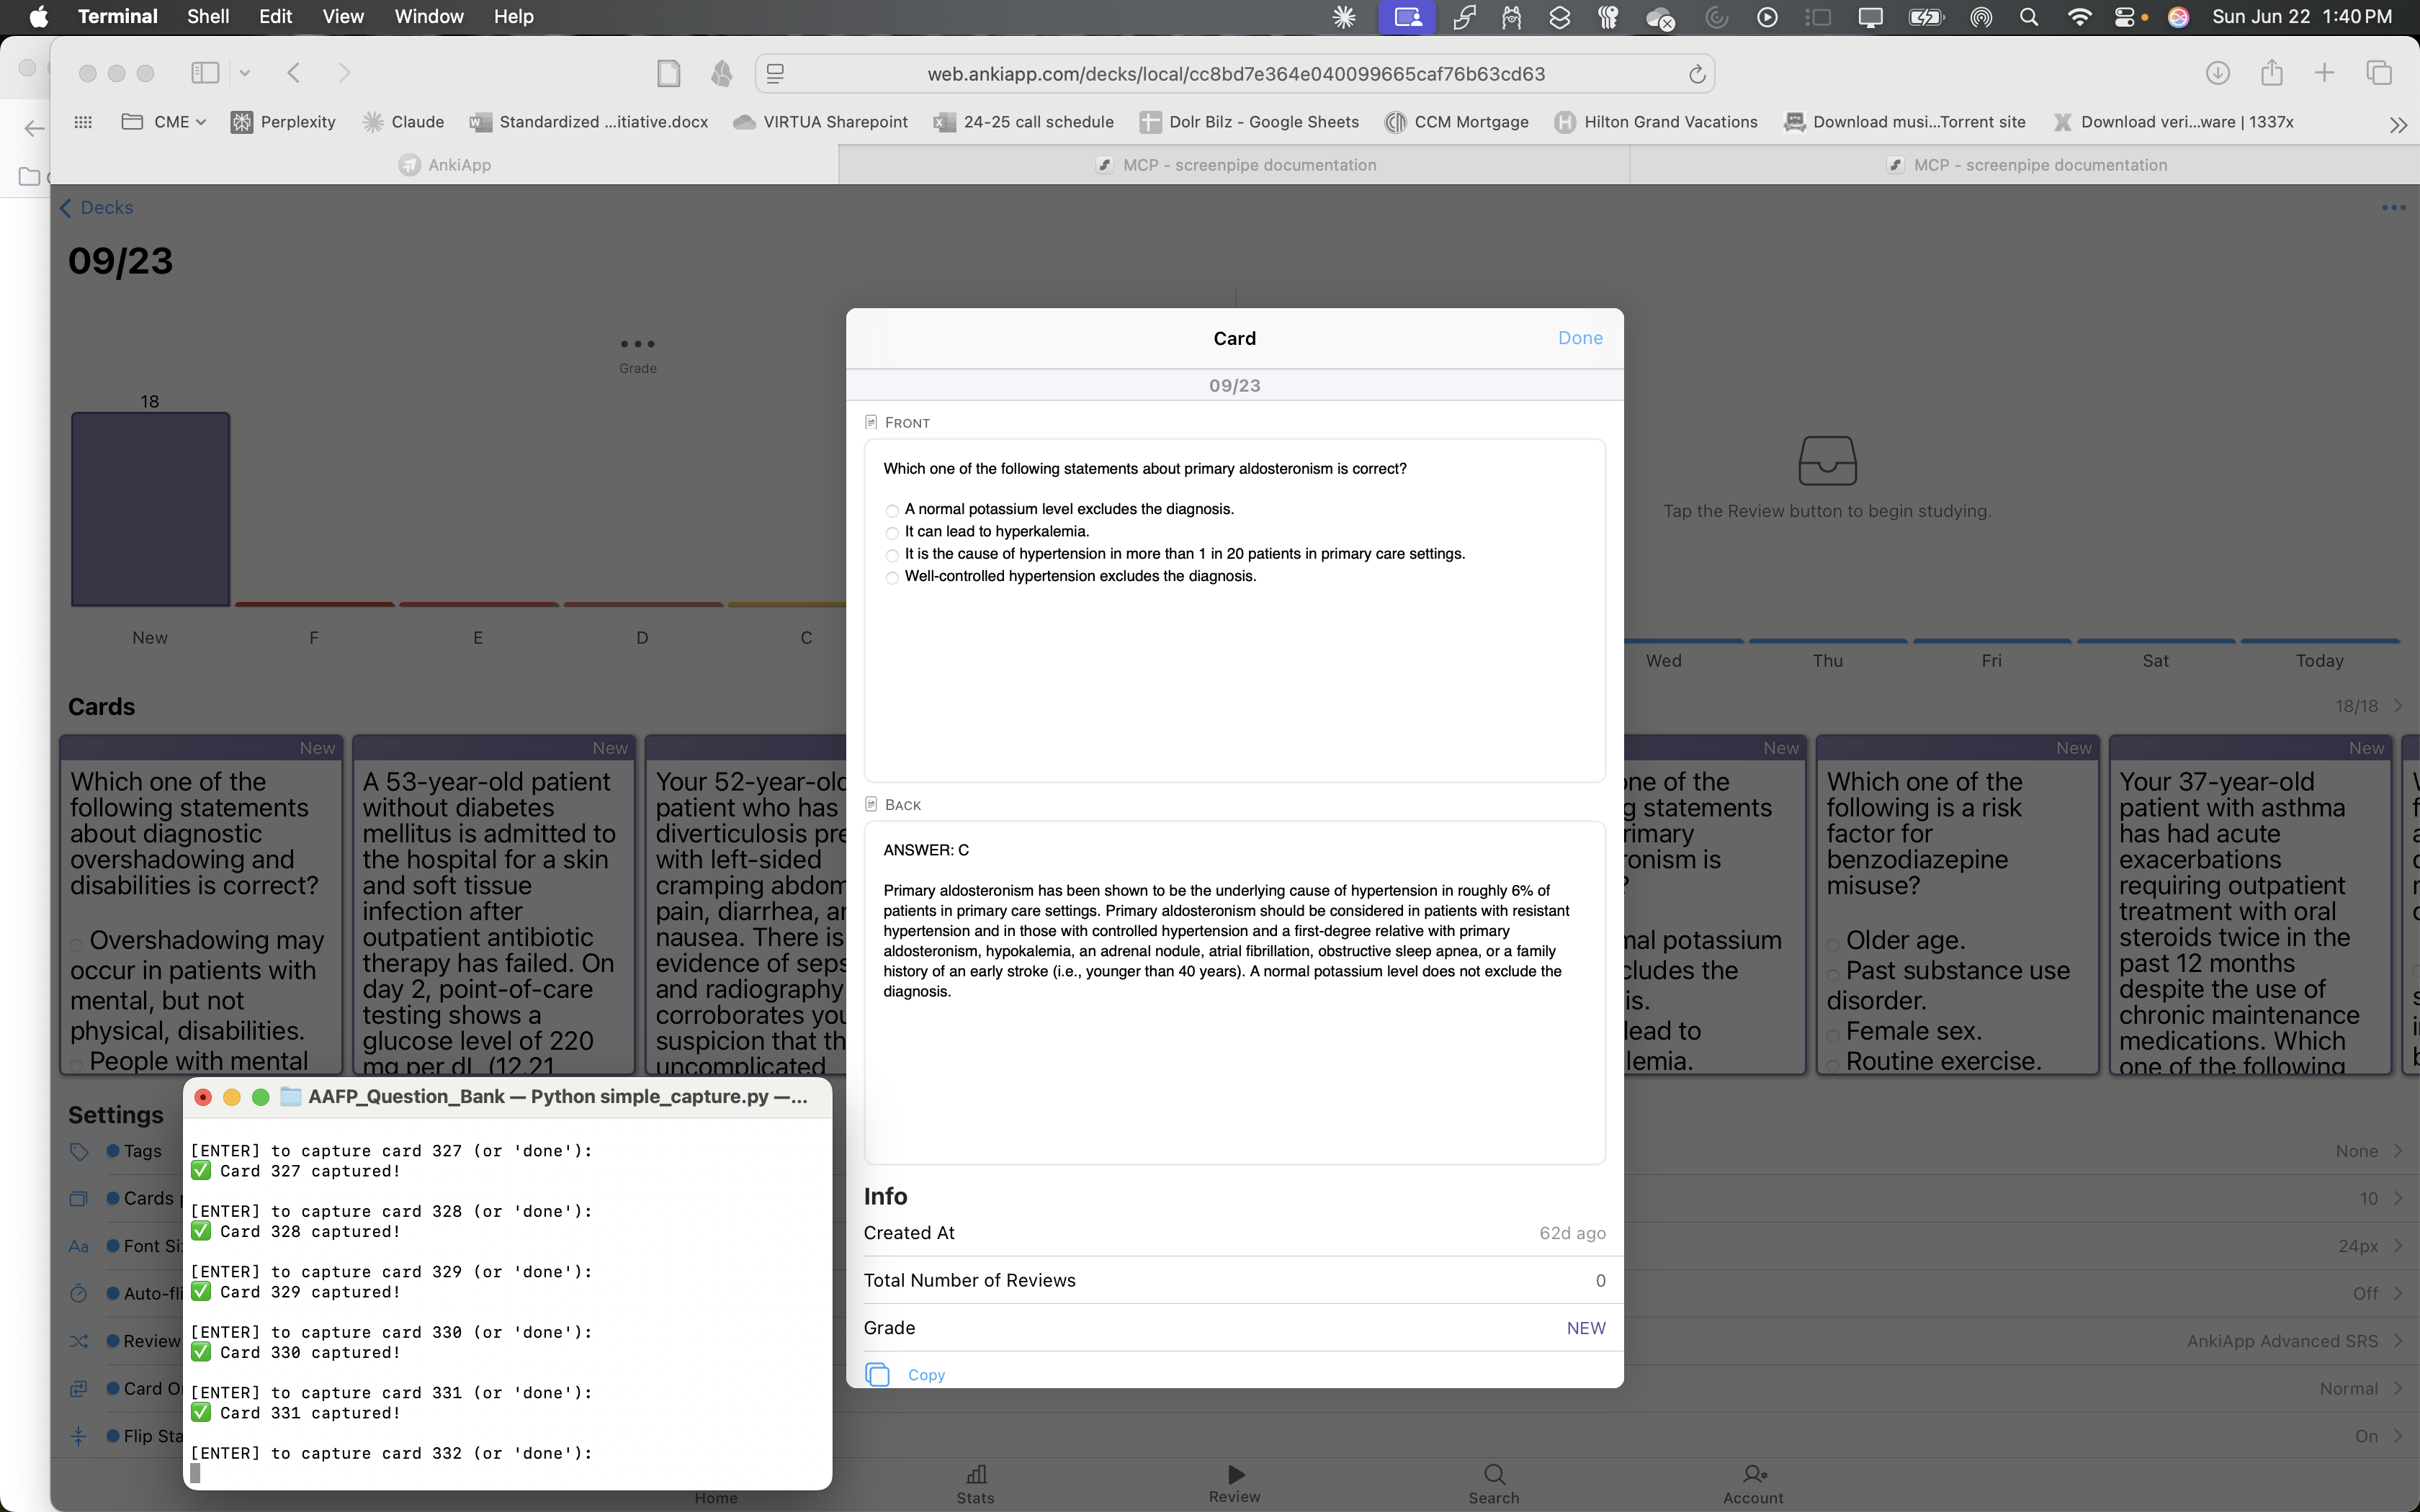 Terminal Shell Edit View Window Help Sun Jun 22 1:40 PM
web.ankiapp.com/decks/local/cc8bd7e364e040099665caf76b63cd63
CME Perplexity Claude Standardized ...itiative.docx VIRTUA Sharepoint 24-25 call schedule Dolr Bilz - Google Sheets CCM Mortgage Hilton Grand Vacations Download musi...Torrent site Download veri...ware | 1337x
AnkiApp MCP - screenpipe documentation MCP - screenpipe documentation
Decks
09/23
Grade
18
New F E D C
Tap the Review button to begin studying.
Wed Thu Fri Sat Today
Cards
18/18
New
Which one of the
following statements
about diagnostic
overshadowing and
disabilities is correct?
Overshadowing may
occur in patients with
mental, but not
physical, disabilities.
People with mental
New
A 53-year-old patient
without diabetes
mellitus is admitted to
the hospital for a skin
and soft tissue
infection after
outpatient antibiotic
therapy has failed. On
day 2, point-of-care
testing shows a
glucose level of 220
mg per dL (12.21
Your 52-year-old
patient who has
diverticulosis pre
with left-sided
cramping abdom
pain, diarrhea, an
nausea. There is
evidence of seps
and radiography
corroborates you
suspicion that th
uncomplicated
Card
Done
09/23
FRONT
Which one of the following statements about primary aldosteronism is correct?
A normal potassium level excludes the diagnosis.
It can lead to hyperkalemia.
It is the cause of hypertension in more than 1 in 20 patients in primary care settings.
Well-controlled hypertension excludes the diagnosis.
BACK
ANSWER: C
Primary aldosteronism has been shown to be the underlying cause of hypertension in roughly 6% of
patients in primary care settings. Primary aldosteronism should be considered in patients with resistant
hypertension and in those with controlled hypertension and a first-degree relative with primary
aldosteronism, hypokalemia, an adrenal nodule, atrial fibrillation, obstructive sleep apnea, or a family
history of an early stroke (i.e., younger than 40 years). A normal potassium level does not exclude the
diagnosis.
Info
Created At 62d ago
Total Number of Reviews 0
Grade NEW
Copy
New
one of the
g statements
rimary
ronism is
?
nal potassium
cludes the
is.
lead to
lemia.
New
Which one of the
following is a risk
factor for
benzodiazepine
misuse?
Older age.
Past substance use
disorder.
Female sex.
Routine exercise.
New
Your 37-year-old
patient with asthma
has had acute
exacerbations
requiring outpatient
treatment with oral
steroids twice in the
past 12 months
despite the use of
chronic maintenance
medications. Which
one of the following
Settings
Tags None
Cards p 10
Font Si 24px
Auto-fli Off
Review AnkiApp Advanced SRS
Card O Normal
Flip Sta On
AAFP_Question_Bank — Python simple_capture.py —...
[ENTER] to capture card 327 (or 'done'):
✅ Card 327 captured!
[ENTER] to capture card 328 (or 'done'):
✅ Card 328 captured!
[ENTER] to capture card 329 (or 'done'):
✅ Card 329 captured!
[ENTER] to capture card 330 (or 'done'):
✅ Card 330 captured!
[ENTER] to capture card 331 (or 'done'):
✅ Card 331 captured!
[ENTER] to capture card 332 (or 'done'):
Home Stats Review Search Account